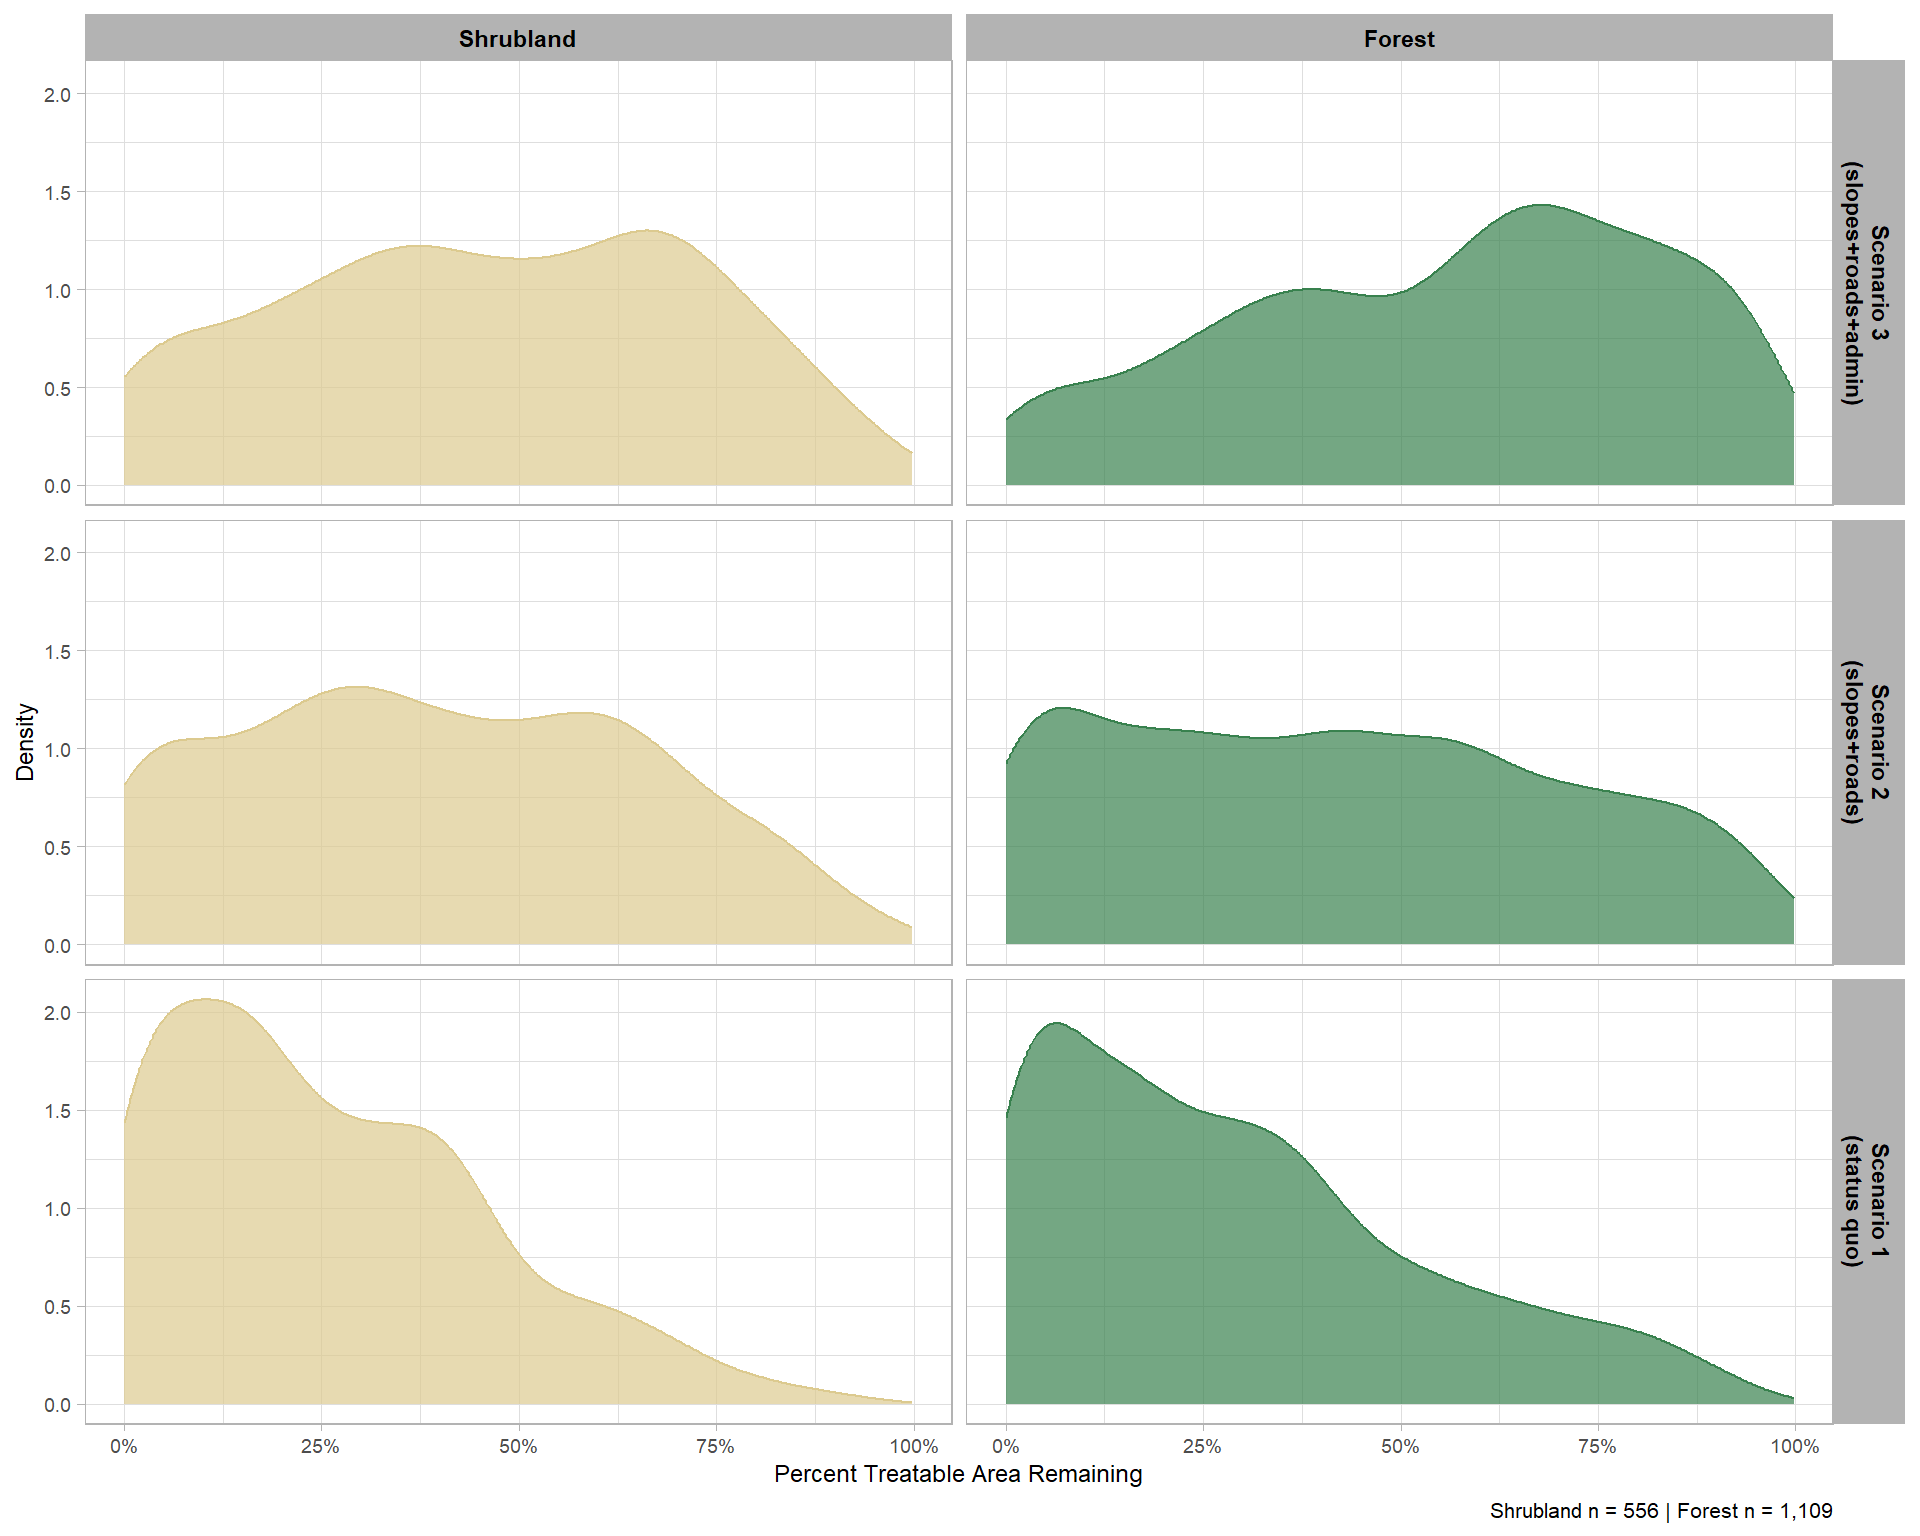 Shrubland
Forest
2.0
1.5
1.0
0.5
0.0
Scenario 3
(slopes+roads+admin)
2.0
1.5
1.0
0.5
0.0
Scenario 2
(slopes+roads)
Density
2.0
1.5
1.0
0.5
0.0
Scenario 1
(status quo)
0% 25% 50% 75% 100%
0% 25% 50% 75% 100%
Percent Treatable Area Remaining
Shrubland n = 556 | Forest n = 1,109